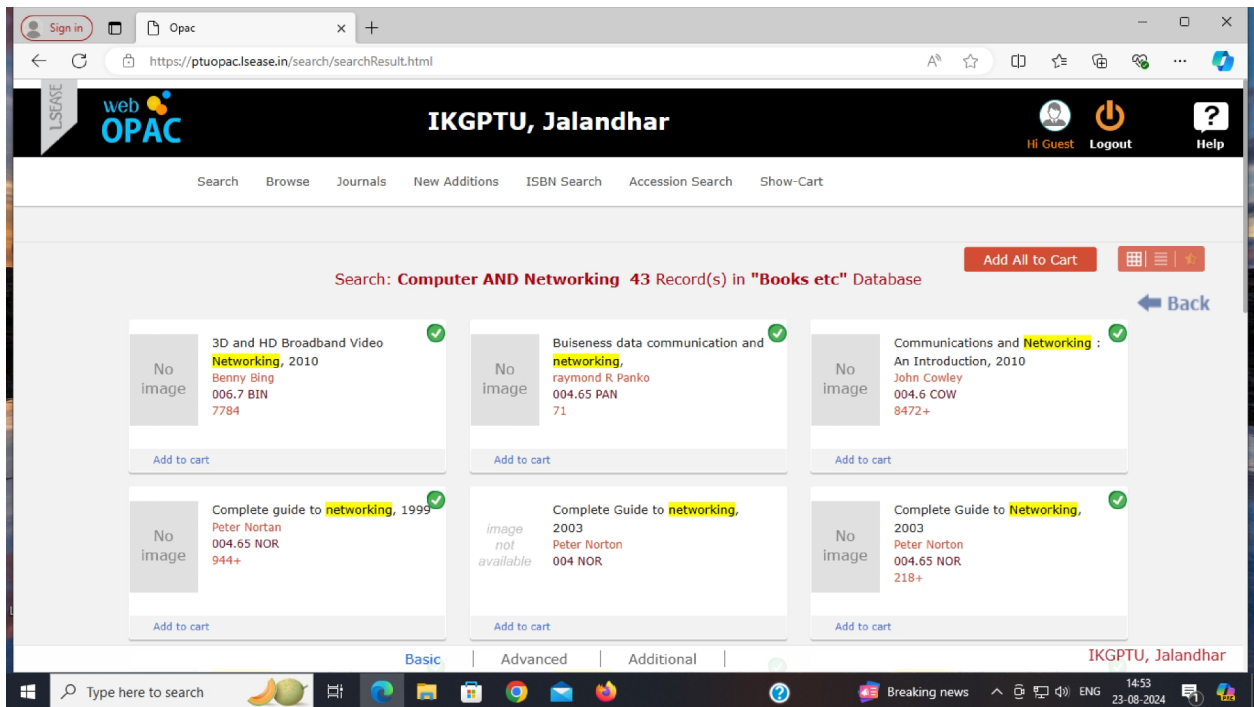 Sign in
Opac
https://ptuopac.lsease.in/search/searchResult.html
LSEASE
web
OPAC
IKGPTU, Jalandhar
Hi Guest Logout
?
Help
Search Browse Journals New Additions ISBN Search Accession Search Show-Cart
Add All to Cart
Search: Computer AND Networking 43 Record(s) in "Books etc" Database
Back
No image
3D and HD Broadband Video
Networking, 2010
Benny Bing
006.7 BIN
7784
Add to cart
No image
Buiseness data communication and
networking,
raymond R Panko
004.65 PAN
71
Add to cart
No image
Communications and Networking :
An Introduction, 2010
John Cowley
004.6 COW
8472+
Add to cart
No image
Complete guide to networking, 1999
Peter Nortan
004.65 NOR
944+
Add to cart
image
not
available
Complete Guide to networking,
2003
Peter Norton
004 NOR
Add to cart
No image
Complete Guide to Networking,
2003
Peter Norton
004.65 NOR
218+
Add to cart
Basic | Advanced | Additional |
IKGPTU, Jalandhar
Type here to search
Breaking news
ENG
14:53
23-08-2024
1